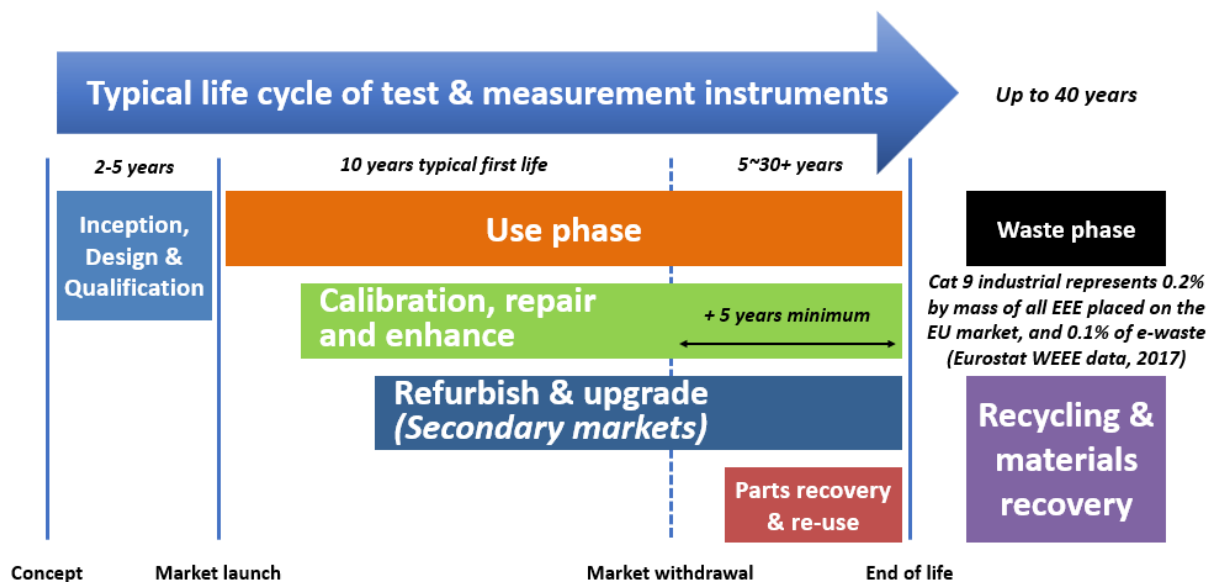 Typical life cycle of test & measurement instruments
Up to 40 years
2-5 years
10 years typical first life
5~30+ years
Inception,
Design &
Qualification
Use phase
Waste phase
Cat 9 industrial represents 0.2%
by mass of all EEE placed on the
EU market, and 0.1% of e-waste
(Eurostat WEEE data, 2017)
Calibration, repair
and enhance
+ 5 years minimum
Refurbish & upgrade
(Secondary markets)
Recycling &
materials
recovery
Parts recovery
& re-use
Concept
Market launch
Market withdrawal
End of life